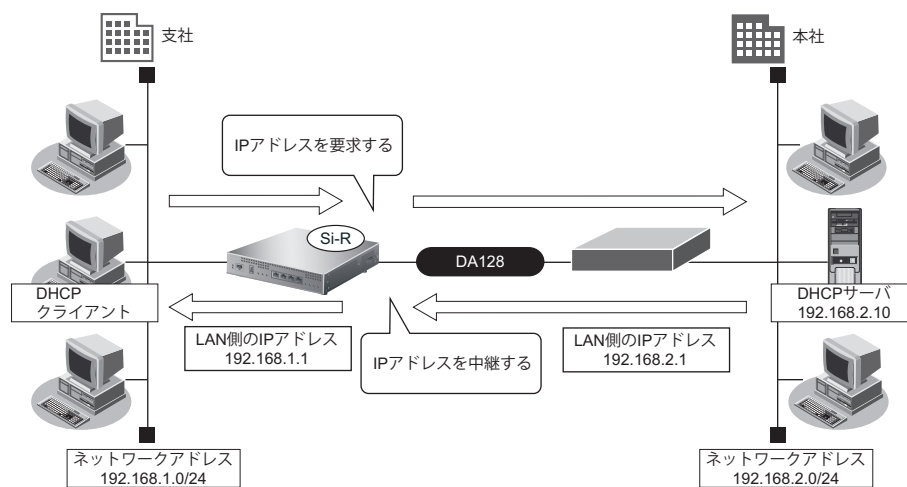 支社
本社
IPアドレスを要求する
Si-R
DA128
DHCP
クライアント
DHCPサーバ
192.168.2.10
LAN側のIPアドレス
192.168.1.1
IPアドレスを中継する
LAN側のIPアドレス
192.168.2.1
ネットワークアドレス
192.168.1.0/24
ネットワークアドレス
192.168.2.0/24